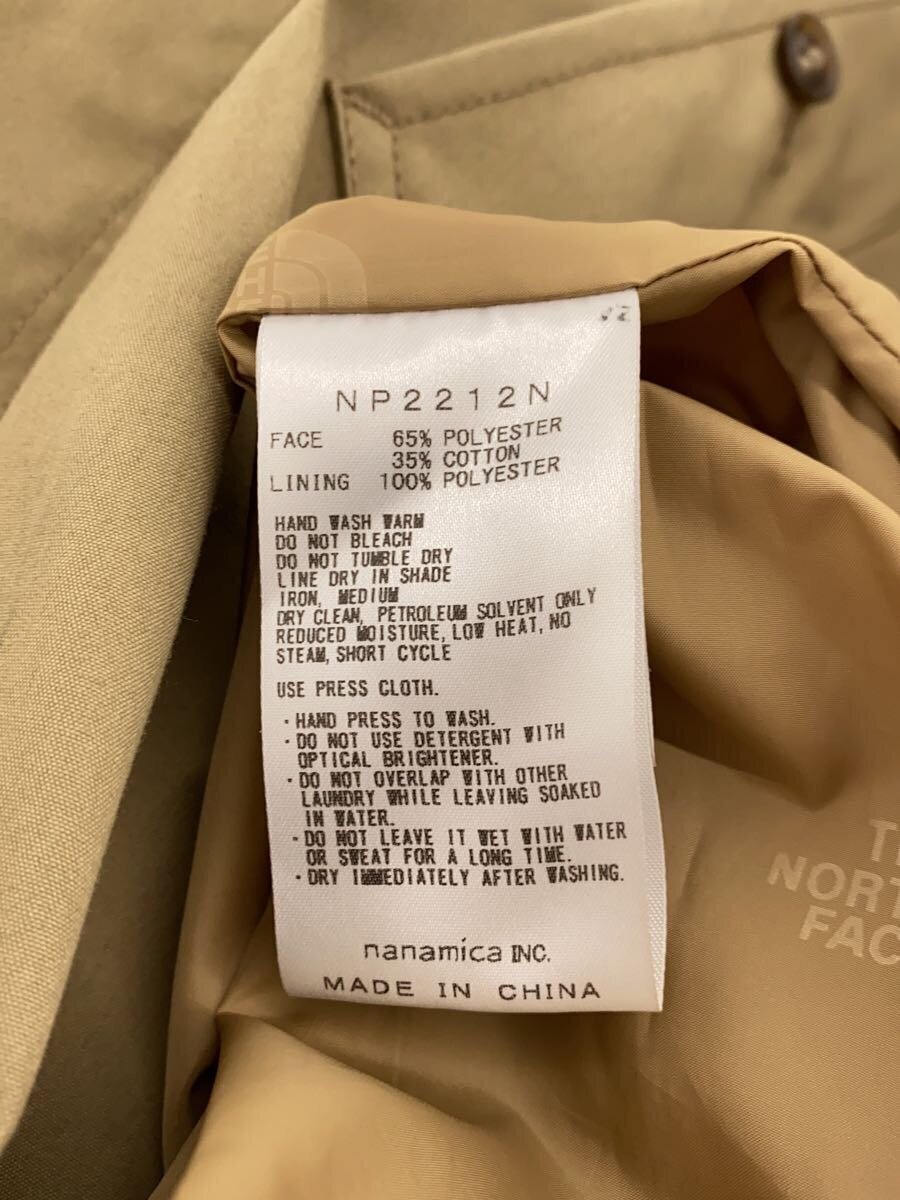 NP2212N
FACE 65% POLYESTER
35% COTTON
LINING 100% POLYESTER
HAND WASH WARM
DO NOT BLEACH
DO NOT TUMBLE DRY
LINE DRY IN SHADE
IRON, MEDIUM
DRY CLEAN, PETROLEUM SOLVENT ONLY
REDUCED MOISTURE, LOW HEAT, NO
STEAM, SHORT CYCLE
USE PRESS CLOTH.
・HAND PRESS TO WASH.
・DO NOT USE DETERGENT WITH
OPTICAL BRIGHTENER.
・DO NOT OVERLAP WITH OTHER
LAUNDRY WHILE LEAVING SOAKED
IN WATER.
・DO NOT LEAVE IT WET WITH WATER
OR SWEAT FOR A LONG TIME.
・DRY IMMEDIATELY AFTER WASHING.
nanamica INC.
MADE IN CHINA